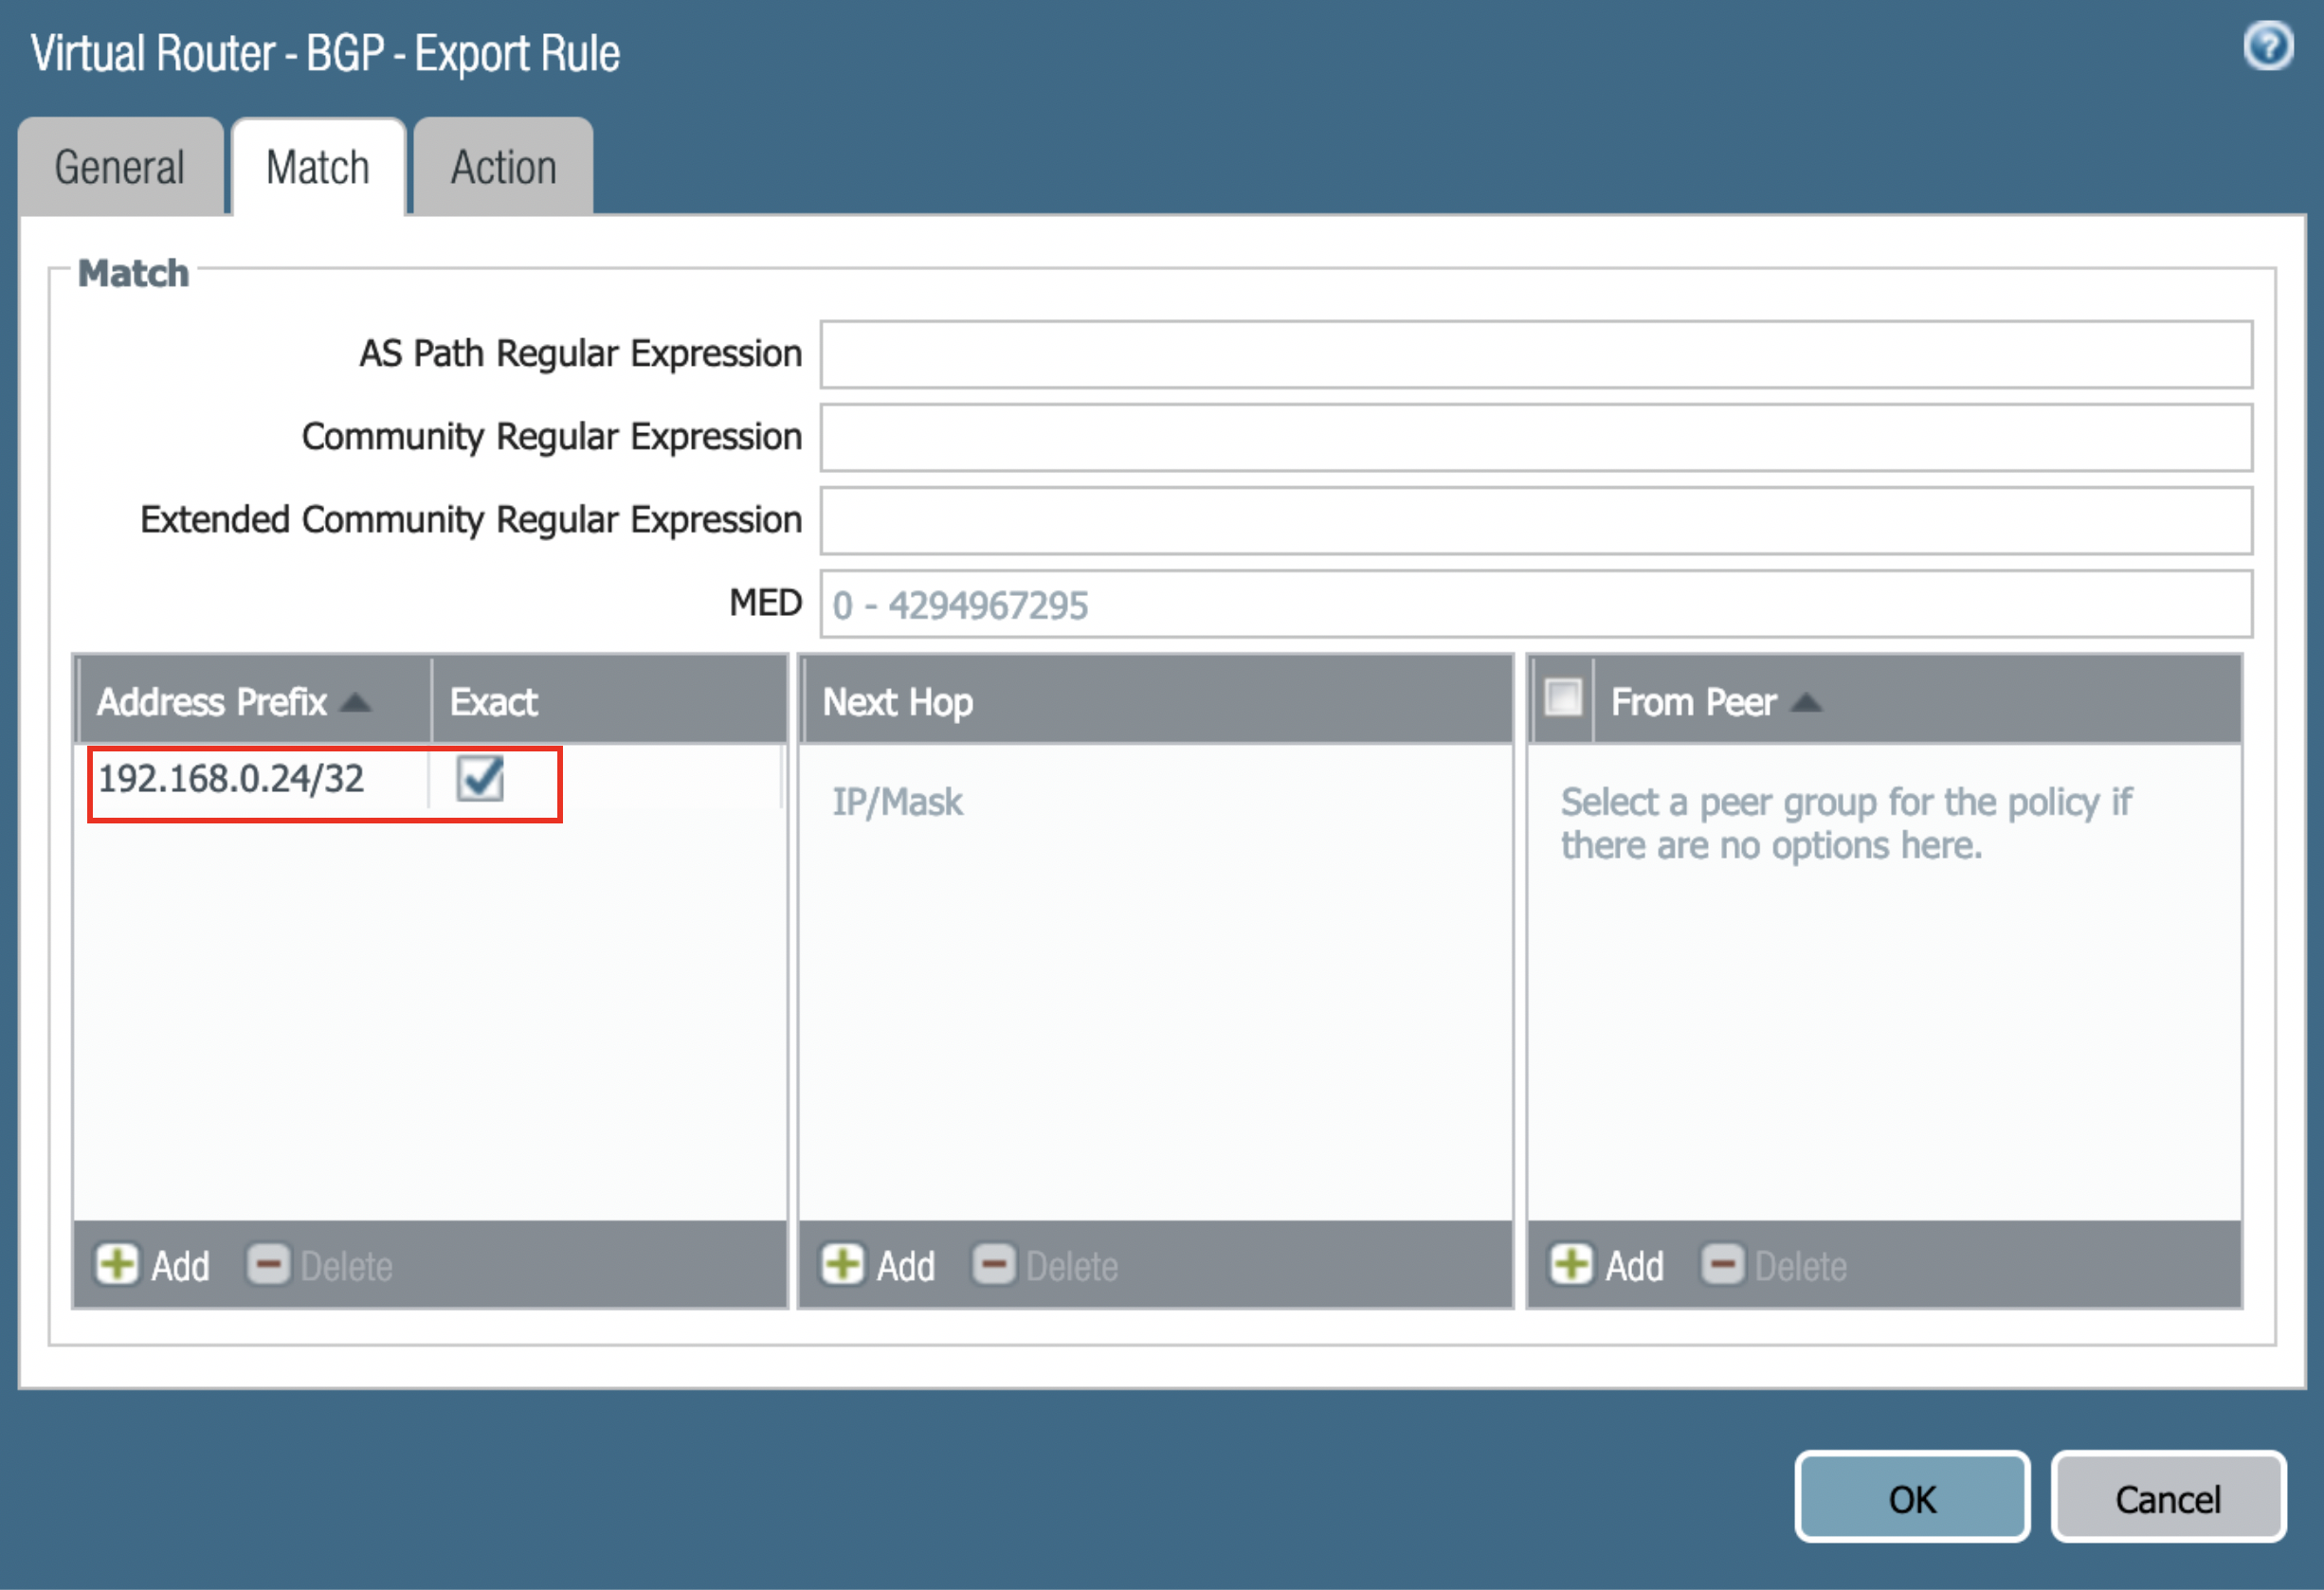 Virtual Router - BGP - Export Rule
?
General
Match
Action
Match
AS Path Regular Expression
Community Regular Expression
Extended Community Regular Expression
MED 0 - 4294967295
Address Prefix Exact
192.168.0.24/32
Add Delete
Next Hop
IP/Mask
Add Delete
From Peer
Select a peer group for the policy if
there are no options here.
Add Delete
OK
Cancel